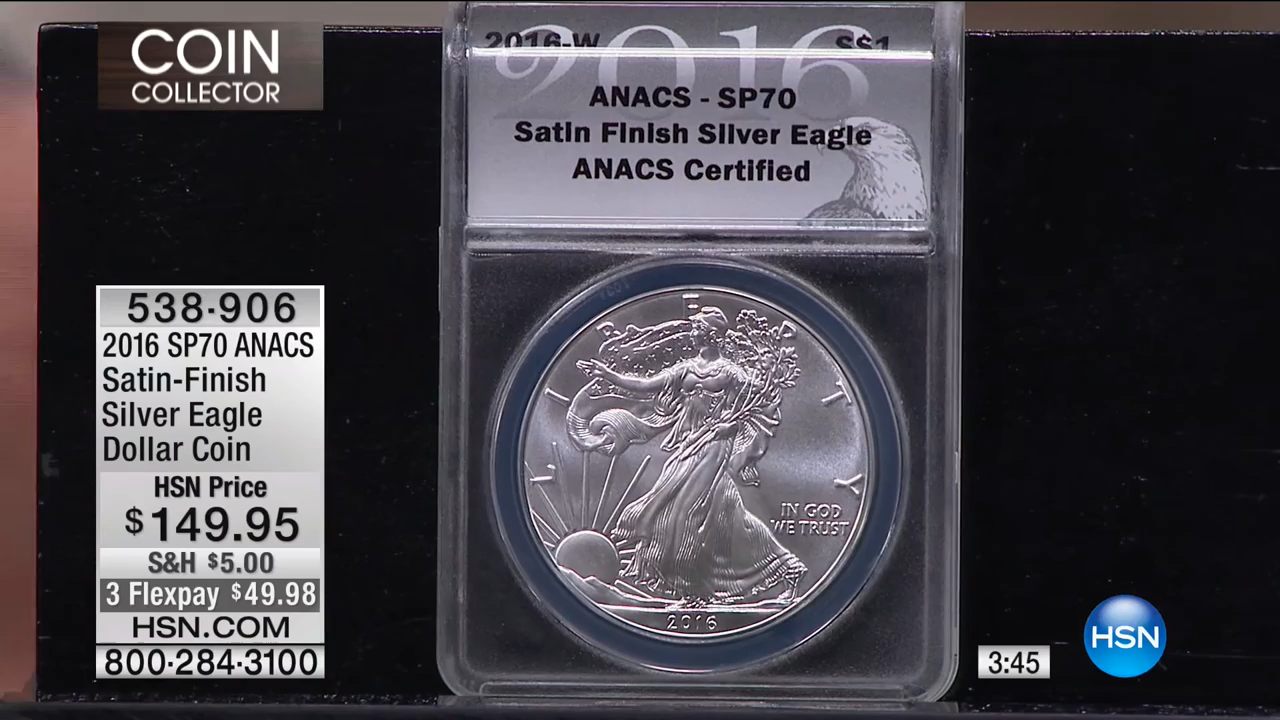 COIN
COLLECTOR
2016-W S$1
2016
ANACS - SP70
Satin Finish Silver Eagle
ANACS Certified
538-906
2016 SP70 ANACS
Satin-Finish
Silver Eagle
Dollar Coin
HSN Price
$149.95
S&H $5.00
3 Flexpay $49.98
HSN.COM
800-284-3100
LIBERTY
IN GOD
WE TRUST
2016
3:45
HSN